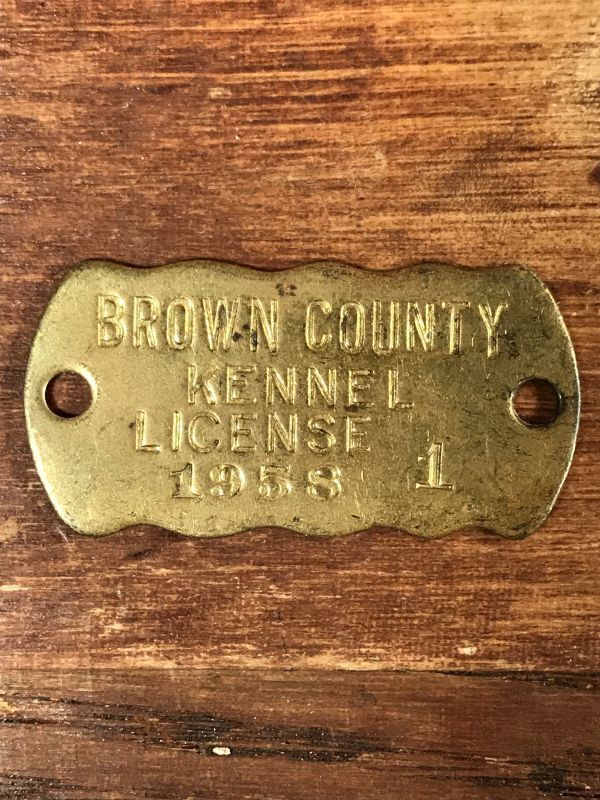 BROWN COUNTY
KENNEL
LICENSE
1958 1